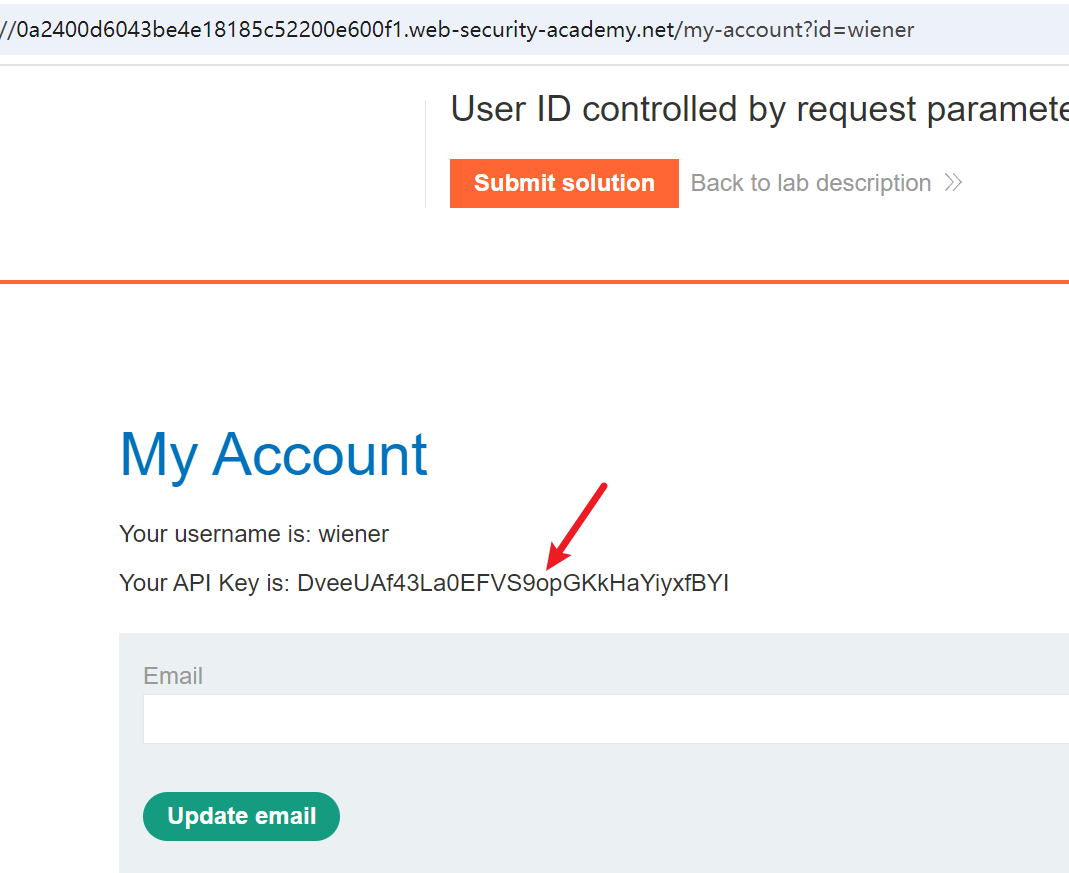 //0a2400d6043be4e18185c52200e600f1.web-security-academy.net/my-account?id=wiener
User ID controlled by request paramete
Submit solution Back to lab description
My Account
Your username is: wiener
Your API Key is: DveeUAf43La0EFVS9opGKkHaYiyxfBYI
Email
Update email